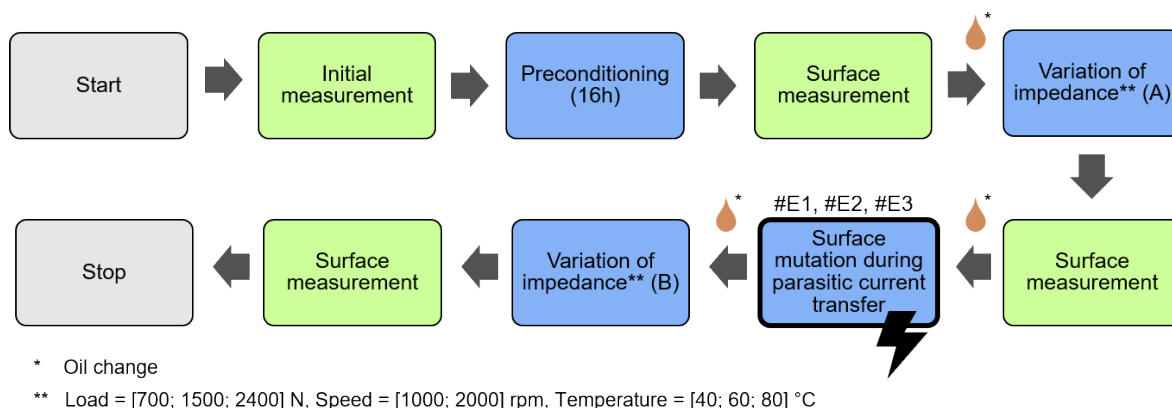 Start
Initial
measurement
Preconditioning
(16h)
Surface
measurement
*
Variation of
impedance** (A)
Stop
Surface
measurement
Variation of
impedance** (B)
*
#E1, #E2, #E3
Surface
mutation during
parasitic current
transfer
*
Surface
measurement
* Oil change
** Load = [700; 1500; 2400] N, Speed = [1000; 2000] rpm, Temperature = [40; 60; 80] °C